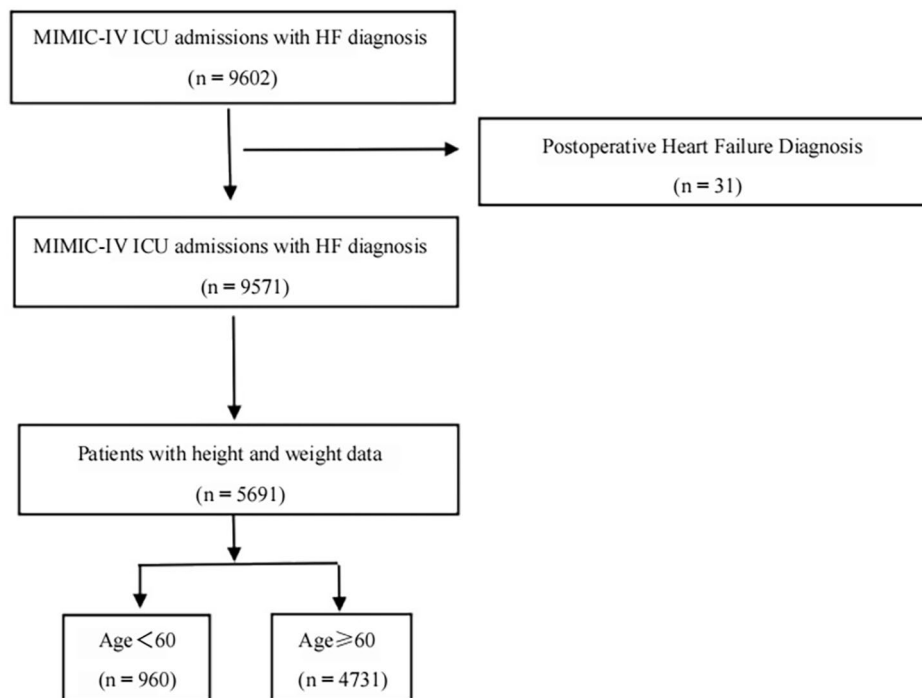 MIMIC-IV ICU admissions with HF diagnosis
(n = 9602)
Postoperative Heart Failure Diagnosis
(n = 31)
MIMIC-IV ICU admissions with HF diagnosis
(n = 9571)
Patients with height and weight data
(n = 5691)
Age<60
(n = 960)
Age≥60
(n = 4731)